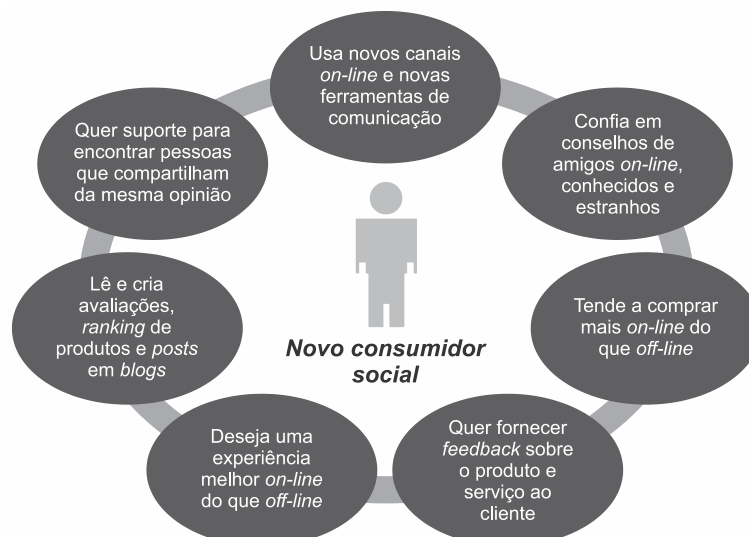 Usa novos canais
on-line e novas
ferramentas de
comunicação
Confia em
conselhos de
amigos on-line,
conhecidos e
estranhos
Tende a comprar
mais on-line do
que off-line
Quer fornecer
feedback sobre
o produto e
serviço ao
cliente
Deseja uma
experiência
melhor on-line
do que off-line
Lê e cria
avaliações,
ranking de
produtos e posts
em blogs
Quer suporte para
encontrar pessoas
que compartilham
da mesma opinião
Novo consumidor
social